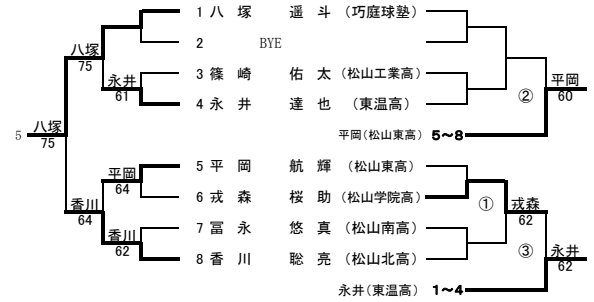 1 八 塚 遥 斗 (巧庭球塾)
八塚
75
2 BYE
永井
61
3 篠 崎 佑 太 (松山工業高)
平岡
60
②
4 永 井 達 也 (東温高)
5 八塚
75
平岡(松山東高) 5~8
5 平 岡 航 輝 (松山東高)
平岡
64
6 戎 森 桜 助 (松山学院高)
香川
64
①
戎森
62
7 冨 永 悠 真 (松山南高)
香川
62
③
永井
62
8 香 川 聡 亮 (松山北高)
永井(東温高) 1~4